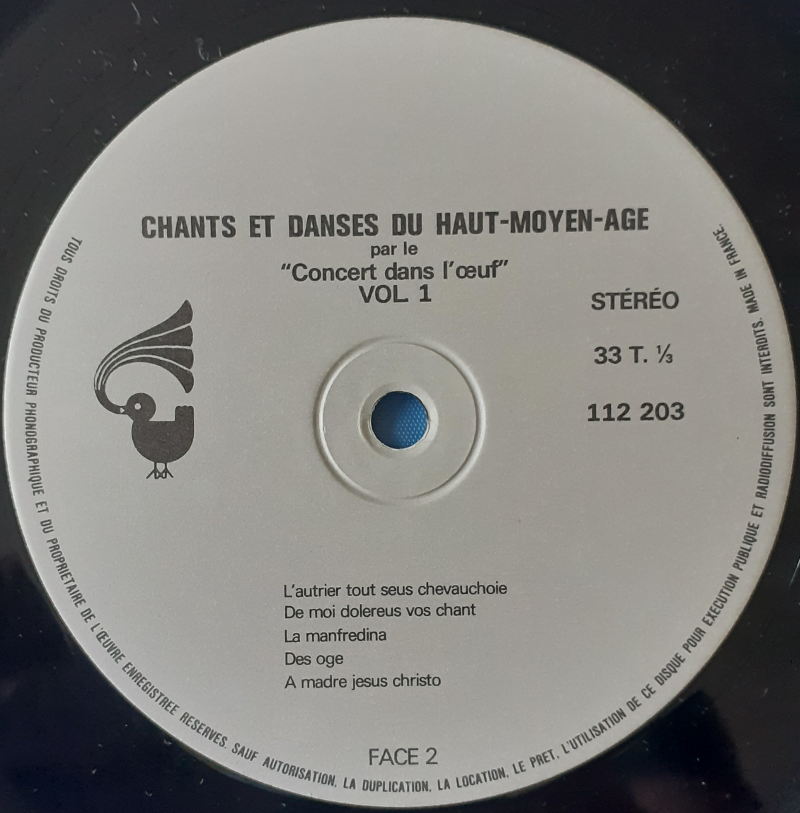 CHANTS ET DANSES DU HAUT-MOYEN-AGE
par le
“Concert dans l'œuf”
VOL 1
STÉRÉO
33 T. ⅓
112 203
L'autrier tout seus chevauchoie
De moi dolereus vos chant
La manfredina
Des oge
A madre jesus christo
FACE 2
TOUS DROITS DU PRODUCTEUR PHONOGRAPHIQUE ET DU PROPRIETAIRE DE L'ŒUVRE ENREGISTREE RESERVES. SAUF AUTORISATION, LA DUPLICATION, LA LOCATION, LE PRET, L'UTILISATION DE CE DISQUE POUR EXECUTION PUBLIQUE ET RADIODIFFUSION SONT INTERDITS. MADE IN FRANCE.